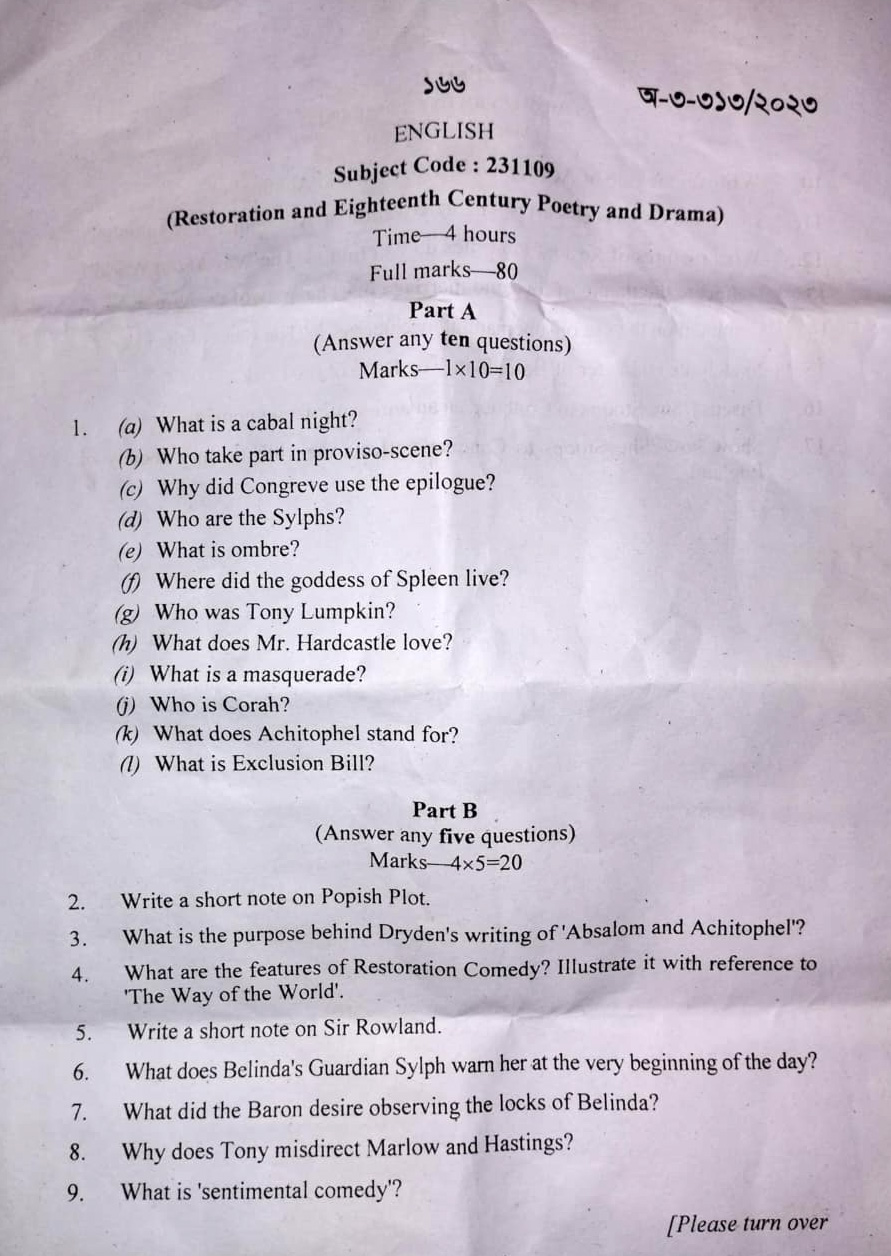 ১৬৬
অ-৩-৩১৩/২০২৩
ENGLISH
Subject Code : 231109
(Restoration and Eighteenth Century Poetry and Drama)
Time—4 hours
Full marks—80
Part A
(Answer any ten questions)
Marks—1×10=10
1. (a) What is a cabal night?
(b) Who take part in proviso-scene?
(c) Why did Congreve use the epilogue?
(d) Who are the Sylphs?
(e) What is ombre?
(f) Where did the goddess of Spleen live?
(g) Who was Tony Lumpkin?
(h) What does Mr. Hardcastle love?
(i) What is a masquerade?
(j) Who is Corah?
(k) What does Achitophel stand for?
(l) What is Exclusion Bill?
Part B
(Answer any five questions)
Marks—4×5=20
2. Write a short note on Popish Plot.
3. What is the purpose behind Dryden's writing of 'Absalom and Achitophel'?
4. What are the features of Restoration Comedy? Illustrate it with reference to
'The Way of the World'.
5. Write a short note on Sir Rowland.
6. What does Belinda's Guardian Sylph warn her at the very beginning of the day?
7. What did the Baron desire observing the locks of Belinda?
8. Why does Tony misdirect Marlow and Hastings?
9. What is 'sentimental comedy'?
[Please turn over